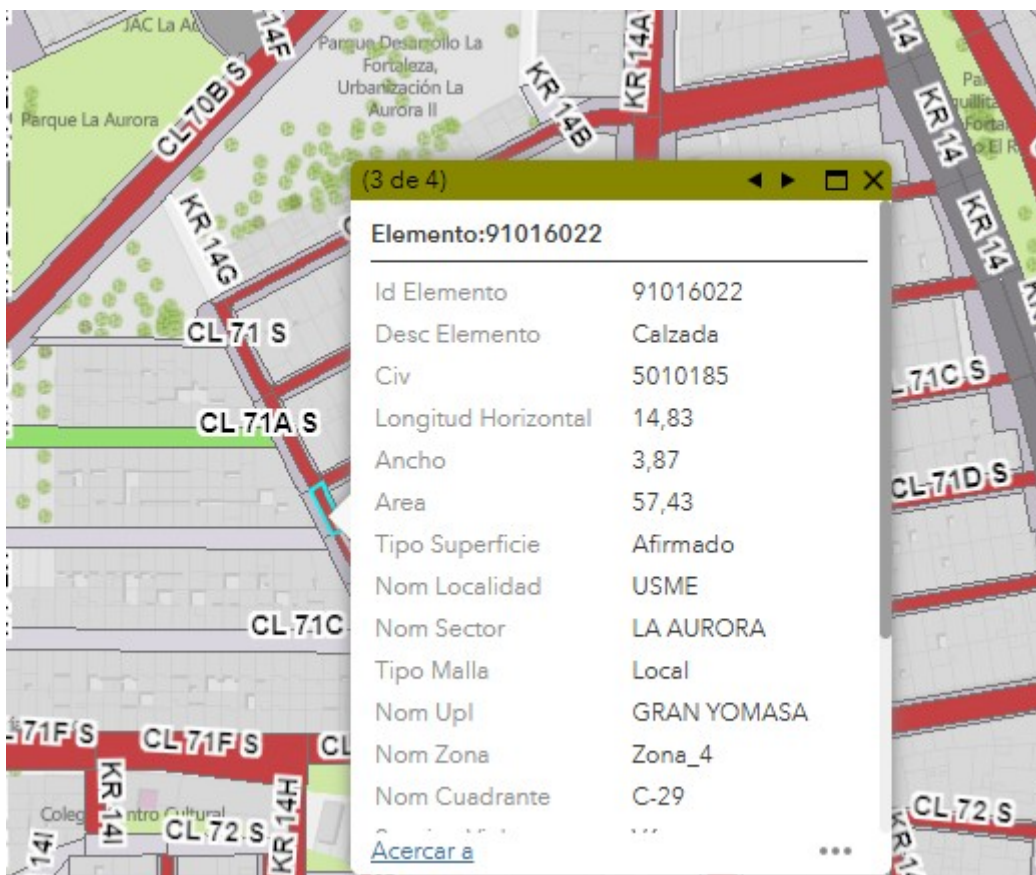 JAC La Au
14F
Parque Desarrollo La
Fortaleza,
Urbanización La
Aurora II
KR 14A
14
CL 70B S
KR 14B
Parque La Aurora
KR 14
KR 14G
KR 14
CL 71 S
CL 71A S
CL 71C
71F S
CL 71F S
CL
KR 14I
KR 14H
Centro Cultural
CL 72 S
14I
(3 de 4)
Elemento:91016022
Id Elemento 91016022
Desc Elemento Calzada
Civ 5010185
Longitud Horizontal 14,83
Ancho 3,87
Area 57,43
Tipo Superficie Afirmado
Nom Localidad USME
Nom Sector LA AURORA
Tipo Malla Local
Nom Upl GRAN YOMASA
Nom Zona Zona_4
Nom Cuadrante C-29
Acercar a
71C S
CL 71D S
CL 72 S